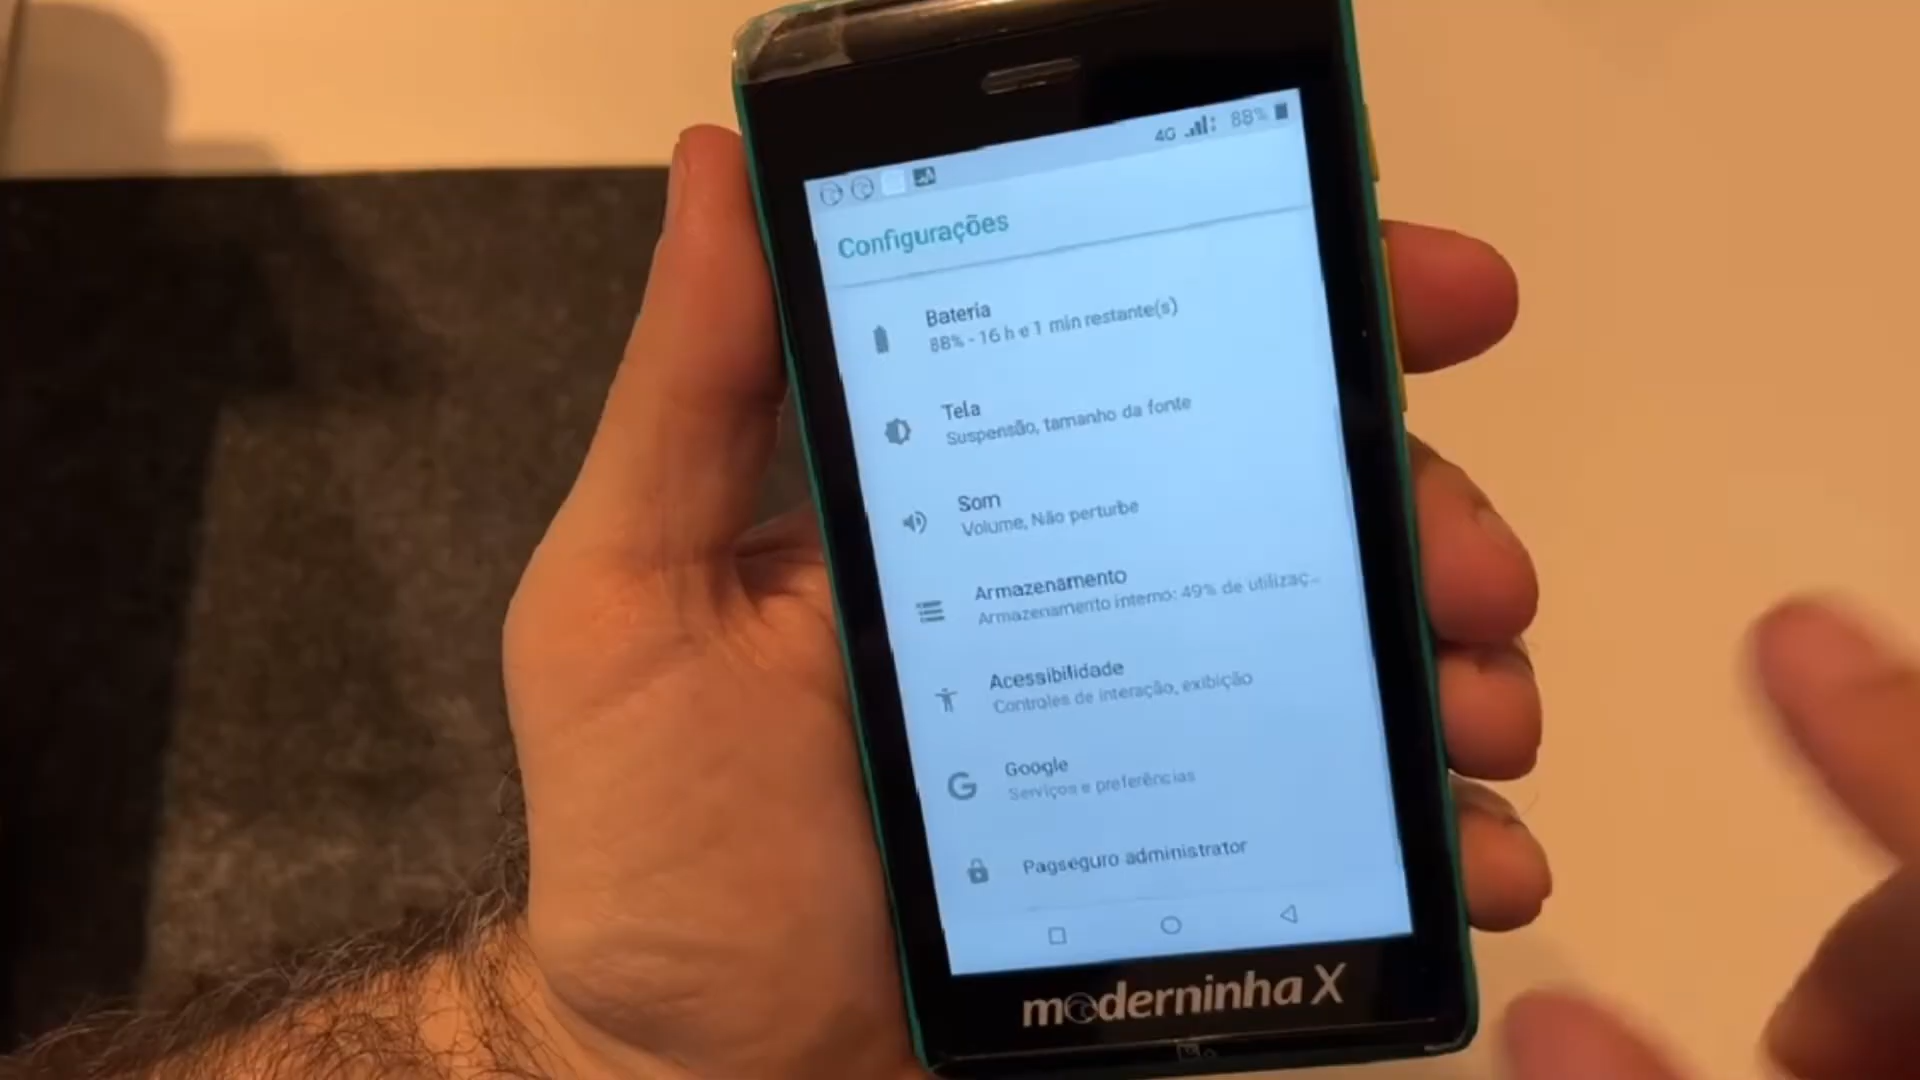 4G 88%
Configurações
Bateria
88% - 16 h e 1 min restante(s)
Tela
Suspensão, tamanho da fonte
Som
Volume, Não perturbe
Armazenamento
Armazenamento interno: 49% de utilizaç...
Acessibilidade
Controles de interação, exibição
Google
Serviços e preferências
Pagseguro administrator
moderninha X